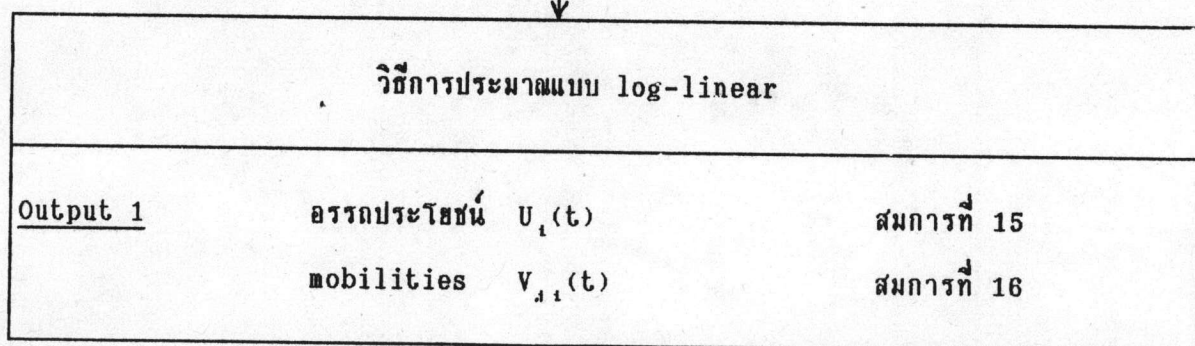 วิธีการประมาณแบบ log-linear
Output 1 อรรถประโยชน์ U_i(t) สมการที่ 15
mobilities V_ji(t) สมการที่ 16